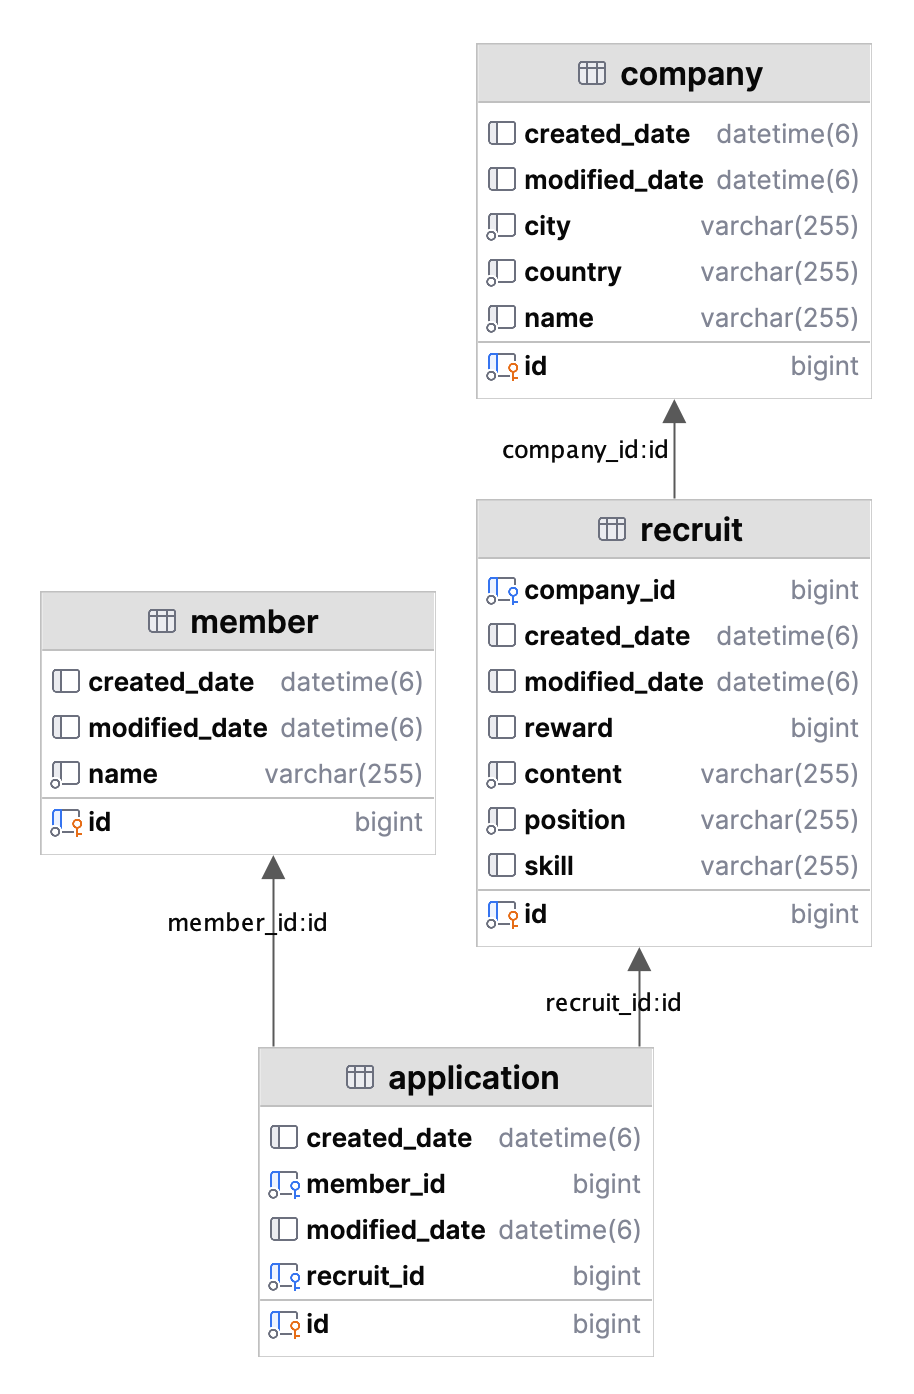 company
created_date datetime(6)
modified_date datetime(6)
city varchar(255)
country varchar(255)
name varchar(255)
id bigint
company_id:id
recruit
company_id bigint
created_date datetime(6)
modified_date datetime(6)
reward bigint
content varchar(255)
position varchar(255)
skill varchar(255)
id bigint
member
created_date datetime(6)
modified_date datetime(6)
name varchar(255)
id bigint
member_id:id
recruit_id:id
application
created_date datetime(6)
member_id bigint
modified_date datetime(6)
recruit_id bigint
id bigint